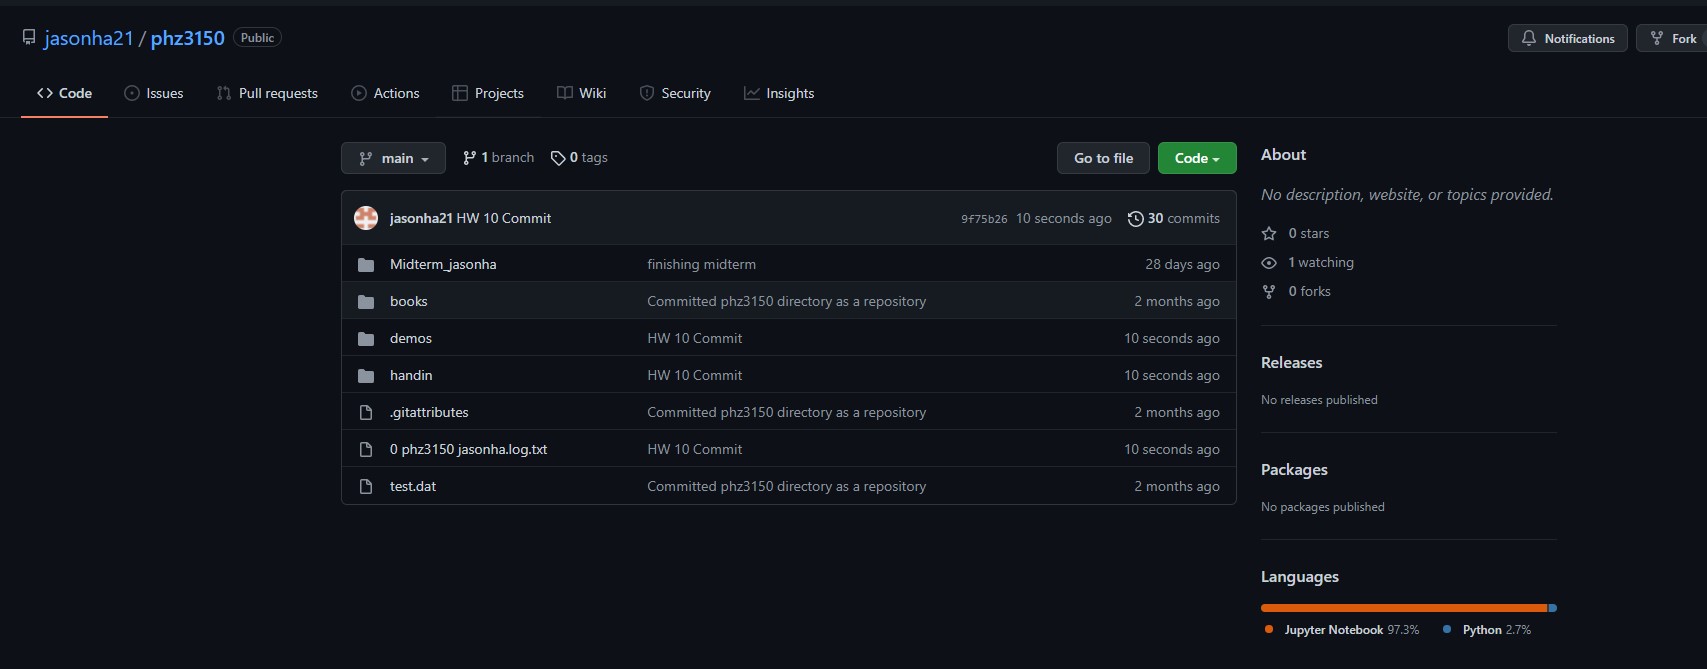 jasonha21 / phz3150 Public
Notifications Fork
Code Issues Pull requests Actions Projects Wiki Security Insights
main 1 branch 0 tags Go to file Code
jasonha21 HW 10 Commit 9f75b26 10 seconds ago 30 commits
Midterm_jasonha finishing midterm 28 days ago
books Committed phz3150 directory as a repository 2 months ago
demos HW 10 Commit 10 seconds ago
handin HW 10 Commit 10 seconds ago
.gitattributes Committed phz3150 directory as a repository 2 months ago
0 phz3150 jasonha.log.txt HW 10 Commit 10 seconds ago
test.dat Committed phz3150 directory as a repository 2 months ago
About
No description, website, or topics provided.
0 stars
1 watching
0 forks
Releases
No releases published
Packages
No packages published
Languages
Jupyter Notebook 97.3% Python 2.7%